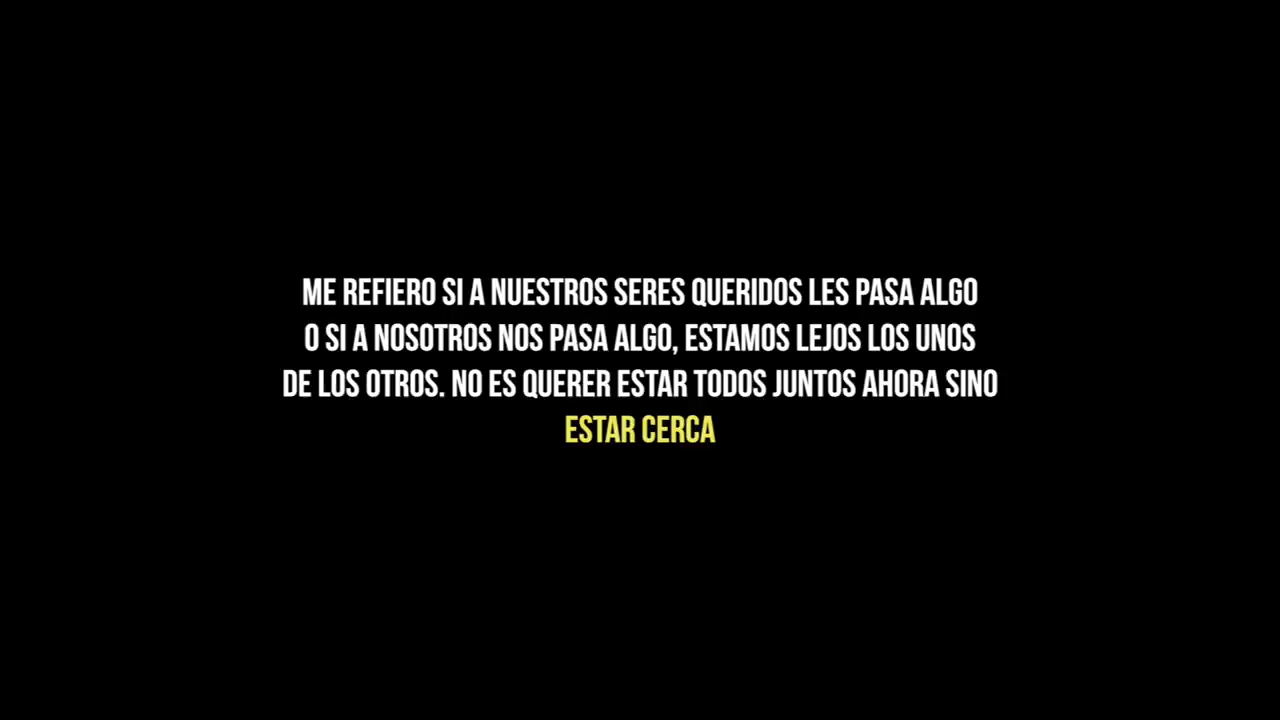 ME REFIERO SI A NUESTROS SERES QUERIDOS LES PASA ALGO
O SI A NOSOTROS NOS PASA ALGO, ESTAMOS LEJOS LOS UNOS
DE LOS OTROS. NO ES QUERER ESTAR TODOS JUNTOS AHORA SINO
ESTAR CERCA